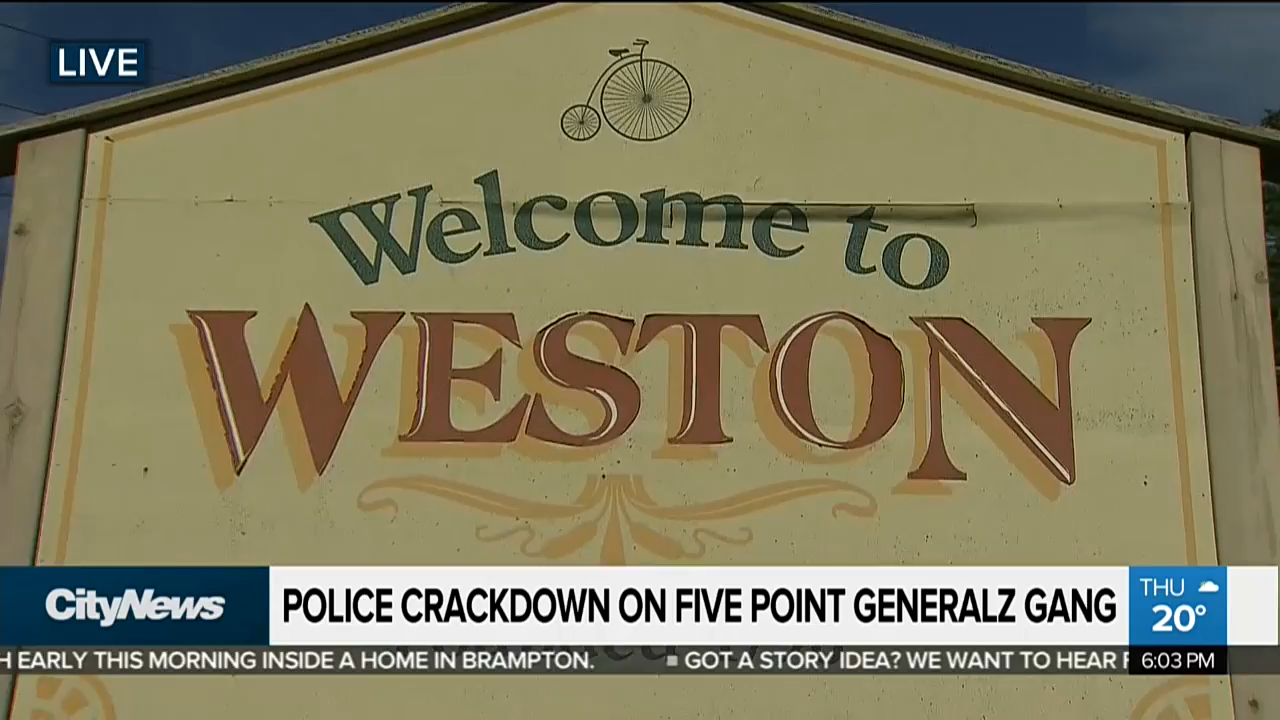 LIVE
Welcome to
WESTON
CityNews
POLICE CRACKDOWN ON FIVE POINT GENERALZ GANG
THU
20°
H EARLY THIS MORNING INSIDE A HOME IN BRAMPTON. ▪ GOT A STORY IDEA? WE WANT TO HEAR F
6:03 PM